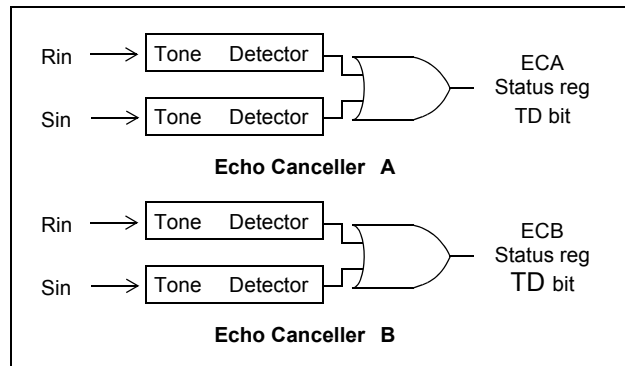 Rin
Tone Detector
Sin
Tone Detector
ECA
Status reg
TD bit
Echo Canceller A
Rin
Tone Detector
Sin
Tone Detector
ECB
Status reg
TD bit
Echo Canceller B